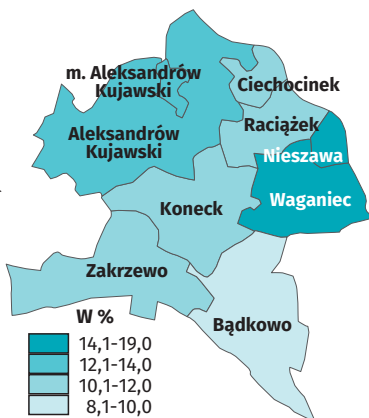 m. Aleksandrów
Kujawski
Ciechocinek
Aleksandrów
Kujawski
Raciążek
Nieszawa
Waganiec
Koneck
Zakrzewo
Bądkowo
W %
14,1-19,0
12,1-14,0
10,1-12,0
8,1-10,0